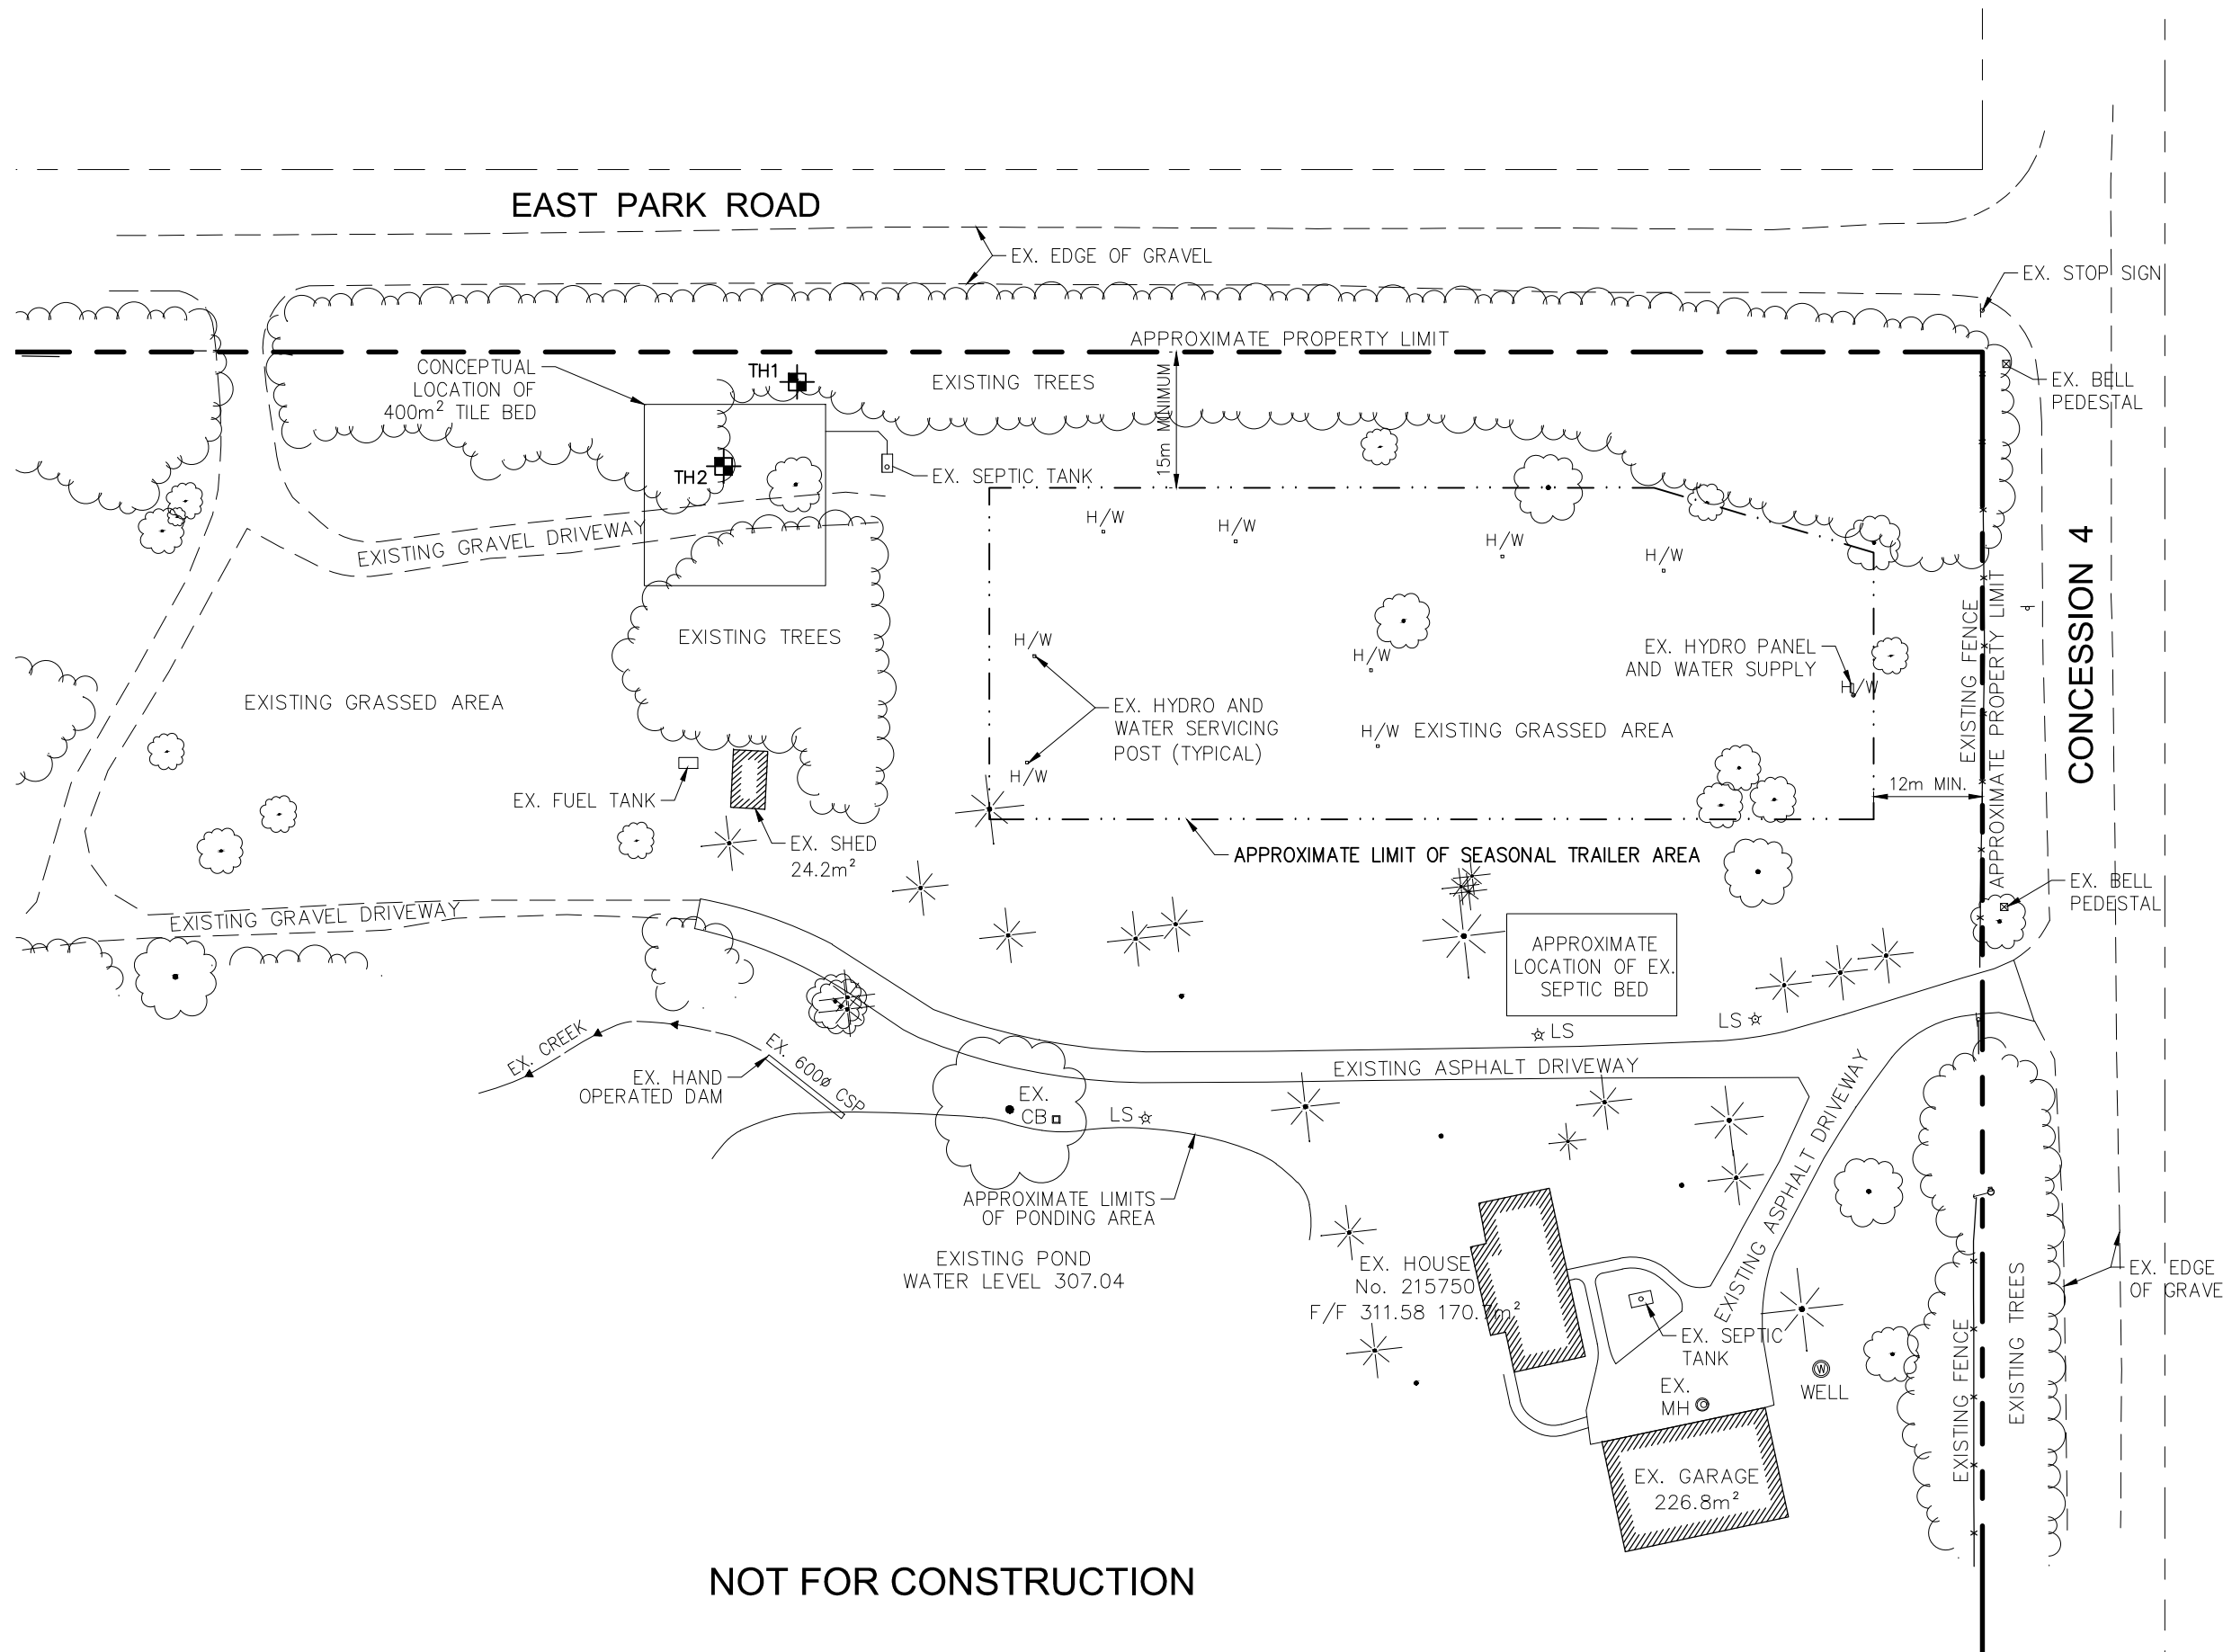 EAST PARK ROAD
EX. EDGE OF GRAVEL
EX. STOP SIGN
APPROXIMATE PROPERTY LIMIT
CONCEPTUAL
LOCATION OF
400m² TILE BED
TH1
EXISTING TREES
15m MINIMUM
EX. BELL
PEDESTAL
TH2
EX. SEPTIC TANK
EXISTING GRAVEL DRIVEWAY
H/W
H/W
H/W
H/W
CONCESSION 4
EXISTING FENCE
APPROXIMATE PROPERTY LIMIT
EXISTING TREES
H/W
H/W
EX. HYDRO PANEL
AND WATER SUPPLY
H/W
EXISTING GRASSED AREA
EX. HYDRO AND
WATER SERVICING
POST (TYPICAL)
H/W
EXISTING GRASSED AREA
H/W
12m MIN.
EX. FUEL TANK
EX. SHED
24.2m²
APPROXIMATE LIMIT OF SEASONAL TRAILER AREA
EX. BELL
PEDESTAL
EXISTING GRAVEL DRIVEWAY
APPROXIMATE
LOCATION OF EX.
SEPTIC BED
LS
LS
EX. CREEK
EX. 600ø CSP
EX. HAND
OPERATED DAM
EXISTING ASPHALT DRIVEWAY
EX.
CB
LS
EXISTING ASPHALT DRIVEWAY
APPROXIMATE LIMITS
OF PONDING AREA
EXISTING POND
WATER LEVEL 307.04
EX. HOUSE
No. 215750
F/F 311.58 170.7m²
EX. EDGE
OF GRAVE
EX. SEPTIC
TANK
EX.
MH
W
WELL
EXISTING FENCE
EXISTING TREES
EX. GARAGE
226.8m²
NOT FOR CONSTRUCTION